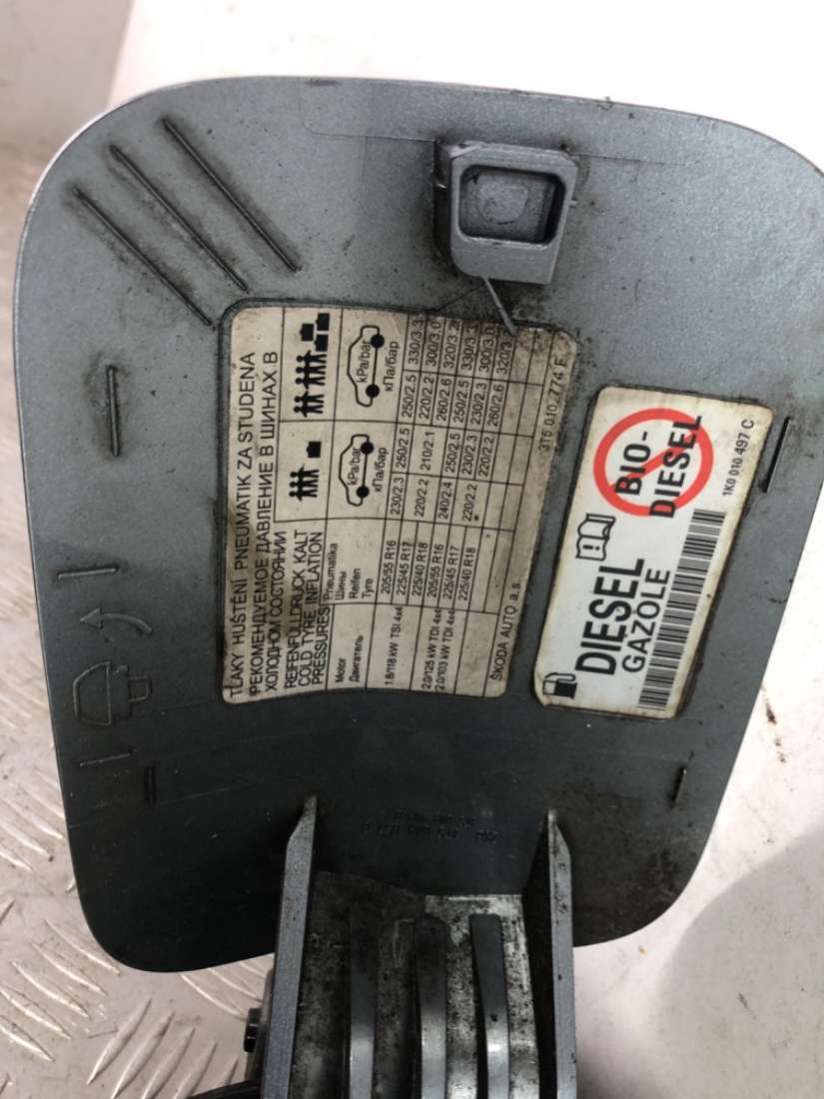 TLAKY HUŠTĚNÍ PNEUMATIK ZA STUDENA
РЕКОМЕНДУЕМОЕ ДАВЛЕНИЕ В ШИНАХ В
ХОЛОДНОМ СОСТОЯНИИ
REIFENFÜLLDRUCK KALT
COLD TYRE INFLATION
PRESSURES
kPa/bar kPa/bar
кПа/бар кПа/бар
Motor Pneumatika
Двигатель Шины
Reifen
Tyre
1.8/118 kW TSI 4x4
2.0/125 kW TDI 4x4
2.0/103 kW TDI 4x4
205/55 R16 230/2.3 250/2.5 250/2.5 330/3.3
225/45 R17 220/2.2 210/2.1 220/2.2 300/3.0
225/40 R18 240/2.4 250/2.5 260/2.6
205/55 R16 220/2.2 230/2.3 250/2.5 330/3.3
225/45 R17 220/2.2 230/2.3 300/3.0
225/40 R18 260/2.6
ŠKODA AUTO a.s.
3T5 010 774 F
DIESEL
GAZOLE
BIO-
DIESEL
1K0 010 497 C